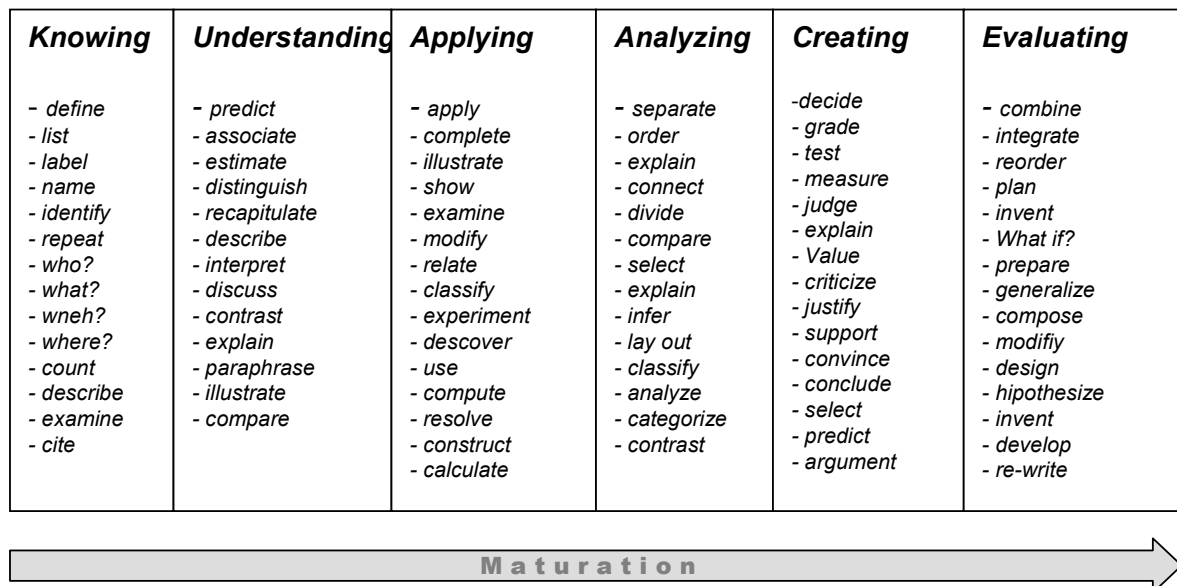 Knowing
- define
- list
- label
- name
- identify
- repeat
- who?
- what?
- wneh?
- where?
- count
- describe
- examine
- cite
Understanding
- predict
- associate
- estimate
- distinguish
- recapitulate
- describe
- interpret
- discuss
- contrast
- explain
- paraphrase
- illustrate
- compare
Applying
- apply
- complete
- illustrate
- show
- examine
- modify
- relate
- classify
- experiment
- descover
- use
- compute
- resolve
- construct
- calculate
Analyzing
- separate
- order
- explain
- connect
- divide
- compare
- select
- explain
- infer
- lay out
- classify
- analyze
- categorize
- contrast
Creating
-decide
- grade
- test
- measure
- judge
- explain
- Value
- criticize
- justify
- support
- convince
- conclude
- select
- predict
- argument
Evaluating
- combine
- integrate
- reorder
- plan
- invent
- What if?
- prepare
- generalize
- compose
- modifiy
- design
- hipothesize
- invent
- develop
- re-write
Maturation